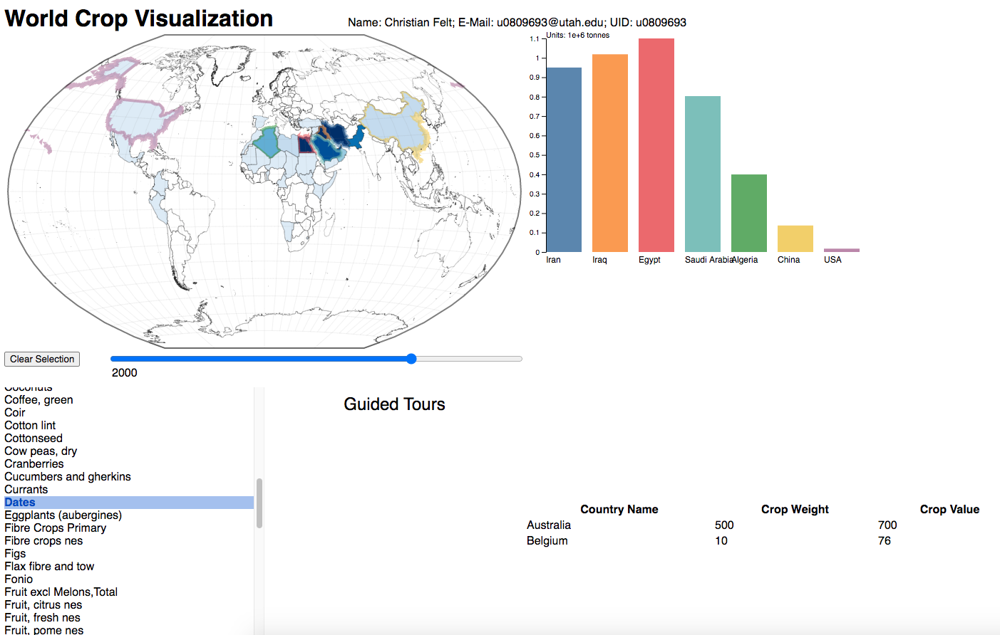 World Crop Visualization
Name: Christian Felt; E-Mail: u0809693@utah.edu; UID: u0809693
Units: 1e+6 tonnes
1.1
1
0.9
0.8
0.7
0.6
0.5
0.4
0.3
0.2
0.1
0
Iran Iraq Egypt Saudi Arabia Algeria China USA
Clear Selection
2000
Coconuts
Coffee, green
Coir
Cotton lint
Cottonseed
Cow peas, dry
Cranberries
Cucumbers and gherkins
Currants
Dates
Eggplants (aubergines)
Fibre Crops Primary
Fibre crops nes
Figs
Flax fibre and tow
Fonio
Fruit excl Melons,Total
Fruit, citrus nes
Fruit, fresh nes
Fruit, pome nes
Guided Tours
Country Name Crop Weight Crop Value
Australia 500 700
Belgium 10 76